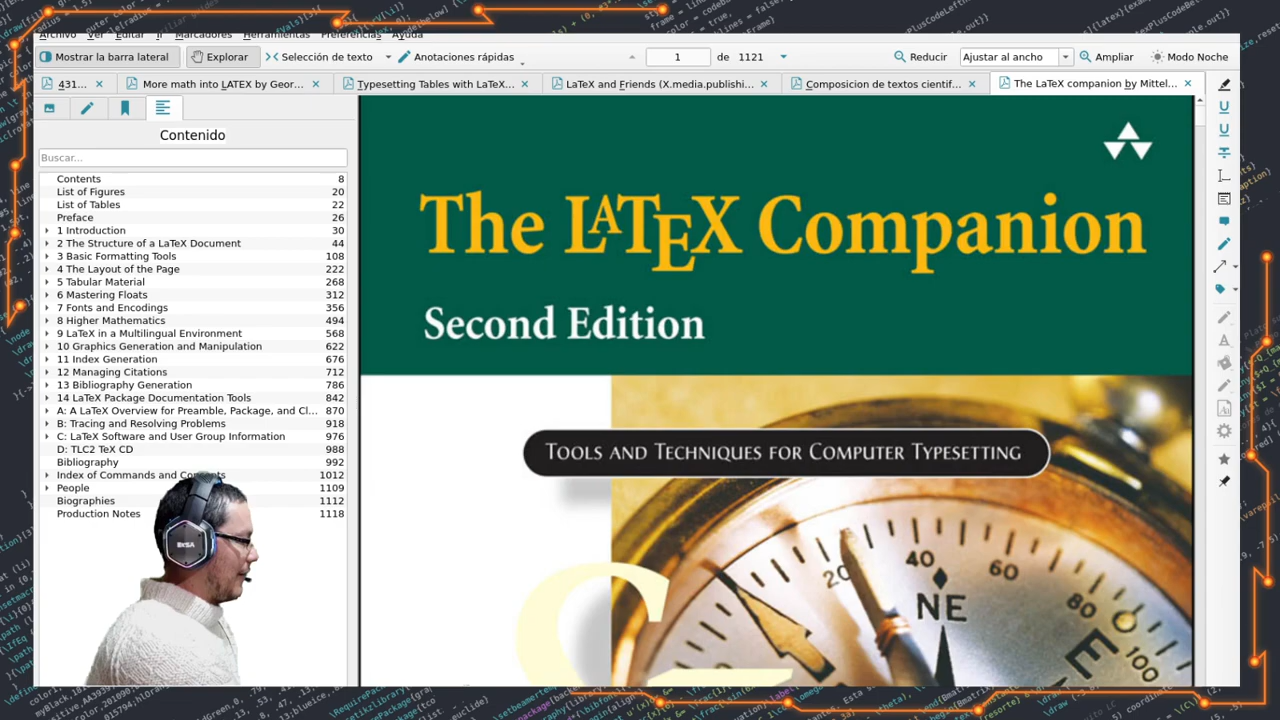 Archivo Ver Editar Ir Marcadores Herramientas Preferencias Ayuda
Mostrar la barra lateral Explorar Selección de texto Anotaciones rápidas 1 de 1121 Reducir Ajustar al ancho Ampliar Modo Noche
431... More math into LATEX by Geor... Typesetting Tables with LaTeX... LaTeX and Friends (X.media.publishi... Composicion de textos cientif... The LaTeX companion by Mittel...
Contenido
Buscar...
Contents 8
List of Figures 20
List of Tables 22
Preface 26
1 Introduction 30
2 The Structure of a LaTeX Document 44
3 Basic Formatting Tools 108
4 The Layout of the Page 222
5 Tabular Material 268
6 Mastering Floats 312
7 Fonts and Encodings 356
8 Higher Mathematics 494
9 LaTeX in a Multilingual Environment 568
10 Graphics Generation and Manipulation 622
11 Index Generation 676
12 Managing Citations 712
13 Bibliography Generation 786
14 LaTeX Package Documentation Tools 842
A: A LaTeX Overview for Preamble, Package, and Cl... 870
B: Tracing and Resolving Problems 918
C: LaTeX Software and User Group Information 976
D: TLC2 TeX CD 988
Bibliography 992
Index of Commands and Concepts 1012
People 1109
Biographies 1112
Production Notes 1118
The LATEX Companion
Second Edition
TOOLS AND TECHNIQUES FOR COMPUTER TYPESETTING
20 40 60 80 100
NE
E
EKSA